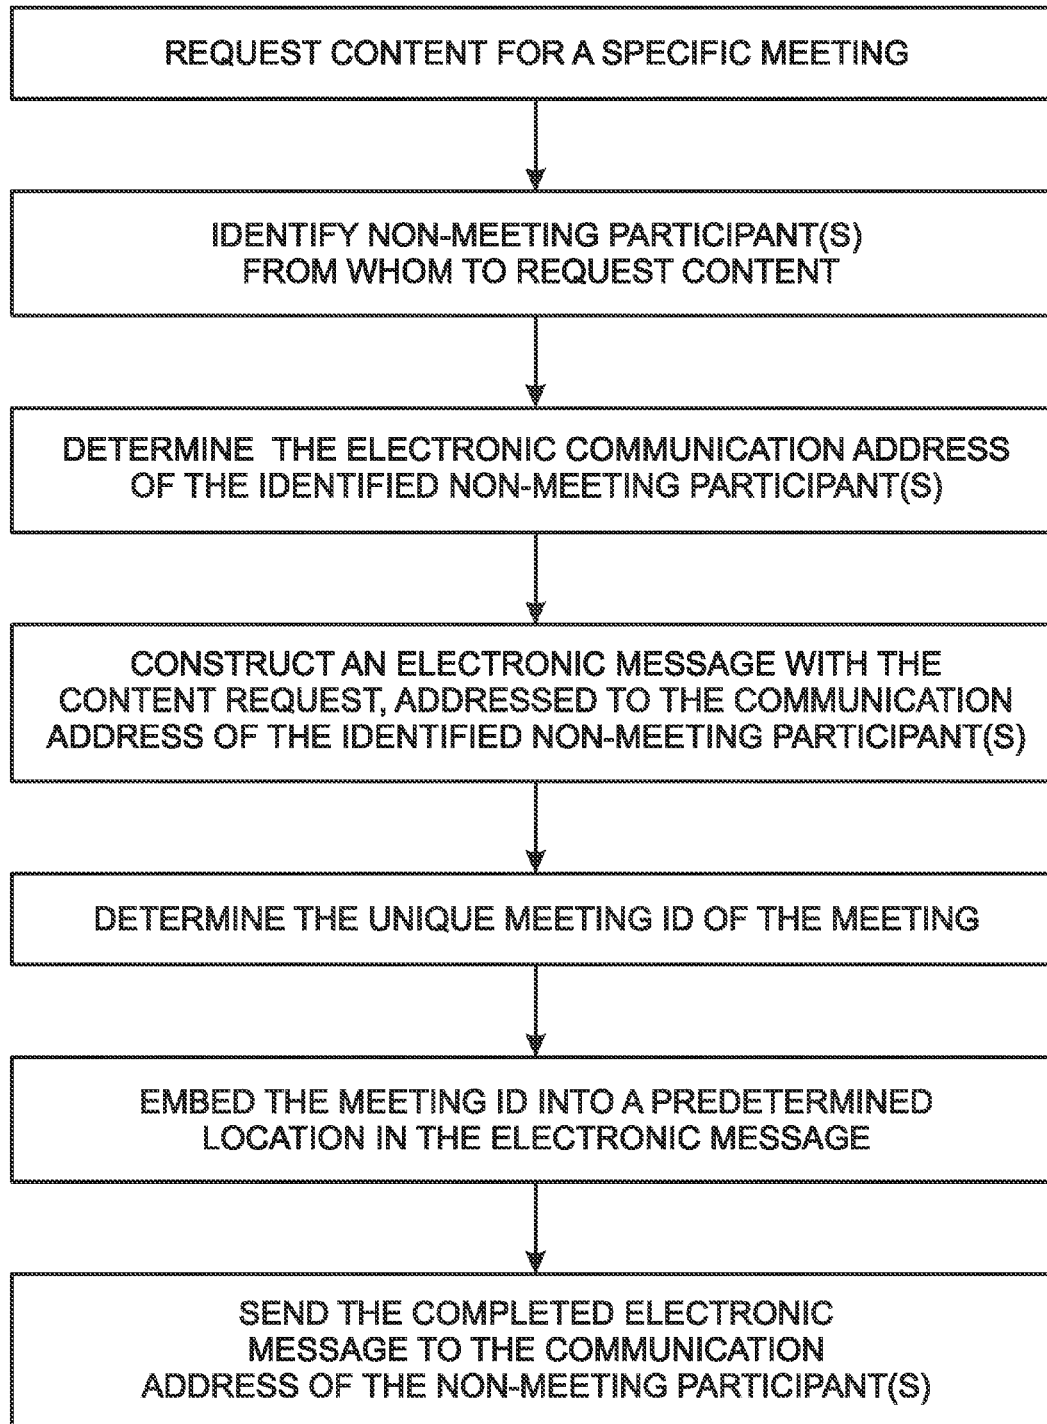 REQUEST CONTENT FOR A SPECIFIC MEETING
IDENTIFY NON-MEETING PARTICIPANT(S)
FROM WHOM TO REQUEST CONTENT
DETERMINE THE ELECTRONIC COMMUNICATION ADDRESS
OF THE IDENTIFIED NON-MEETING PARTICIPANT(S)
CONSTRUCT AN ELECTRONIC MESSAGE WITH THE
CONTENT REQUEST, ADDRESSED TO THE COMMUNICATION
ADDRESS OF THE IDENTIFIED NON-MEETING PARTICIPANT(S)
DETERMINE THE UNIQUE MEETING ID OF THE MEETING
EMBED THE MEETING ID INTO A PREDETERMINED
LOCATION IN THE ELECTRONIC MESSAGE
SEND THE COMPLETED ELECTRONIC
MESSAGE TO THE COMMUNICATION
ADDRESS OF THE NON-MEETING PARTICIPANT(S)